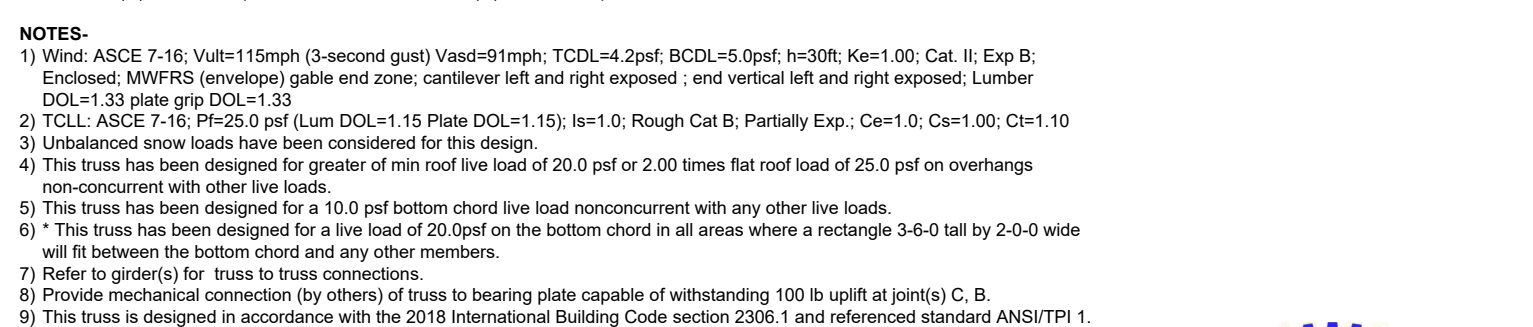 NOTES-
1) Wind: ASCE 7-16; Vult=115mph (3-second gust) Vasd=91mph; TCDL=4.2psf; BCDL=5.0psf; h=30ft; Ke=1.00; Cat. II; Exp B;
Enclosed; MWFRS (envelope) gable end zone; cantilever left and right exposed ; end vertical left and right exposed; Lumber
DOL=1.33 plate grip DOL=1.33
2) TCLL: ASCE 7-16; Pf=25.0 psf (Lum DOL=1.15 Plate DOL=1.15); Is=1.0; Rough Cat B; Partially Exp.; Ce=1.0; Cs=1.00; Ct=1.10
3) Unbalanced snow loads have been considered for this design.
4) This truss has been designed for greater of min roof live load of 20.0 psf or 2.00 times flat roof load of 25.0 psf on overhangs
non-concurrent with other live loads.
5) This truss has been designed for a 10.0 psf bottom chord live load nonconcurrent with any other live loads.
6) * This truss has been designed for a live load of 20.0psf on the bottom chord in all areas where a rectangle 3-6-0 tall by 2-0-0 wide
will fit between the bottom chord and any other members.
7) Refer to girder(s) for  truss to truss connections.
8) Provide mechanical connection (by others) of truss to bearing plate capable of withstanding 100 lb uplift at joint(s) C, B.
9) This truss is designed in accordance with the 2018 International Building Code section 2306.1 and referenced standard ANSI/TPI 1.